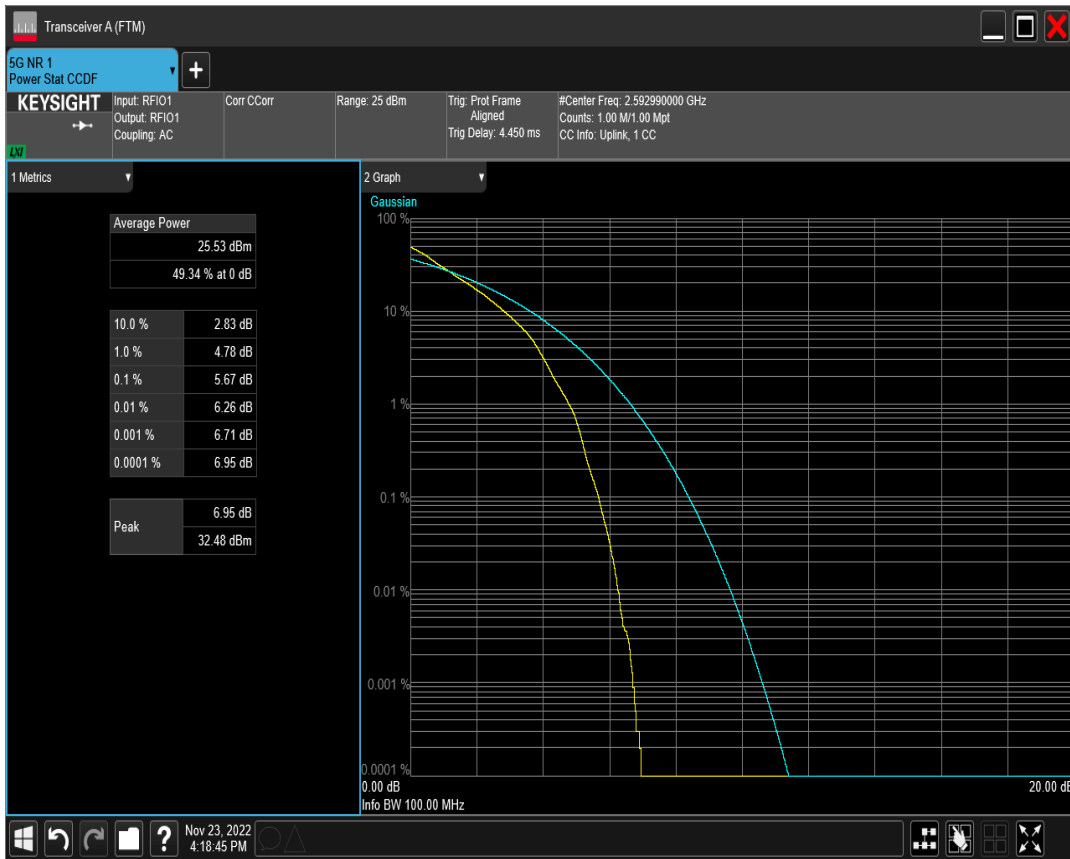 Transceiver A (FTM)
5G NR 1
Power Stat CCDF
+
KEYSIGHT
LXI
Input: RFIO1
Output: RFIO1
Coupling: AC
Corr CCorr
Range: 25 dBm
Trig: Prot Frame
Aligned
Trig Delay: 4.450 ms
#Center Freq: 2.592990000 GHz
Counts: 1.00 M/1.00 Mpt
CC Info: Uplink, 1 CC
1 Metrics
Average Power
25.53 dBm
49.34 % at 0 dB
10.0 % 2.83 dB
1.0 % 4.78 dB
0.1 % 5.67 dB
0.01 % 6.26 dB
0.001 % 6.71 dB
0.0001 % 6.95 dB
Peak 6.95 dB
32.48 dBm
2 Graph
Gaussian
100 %
10 %
1 %
0.1 %
0.01 %
0.001 %
0.0001 %
0.00 dB 20.00 dB
Info BW 100.00 MHz
?
Nov 23, 2022
4:18:45 PM